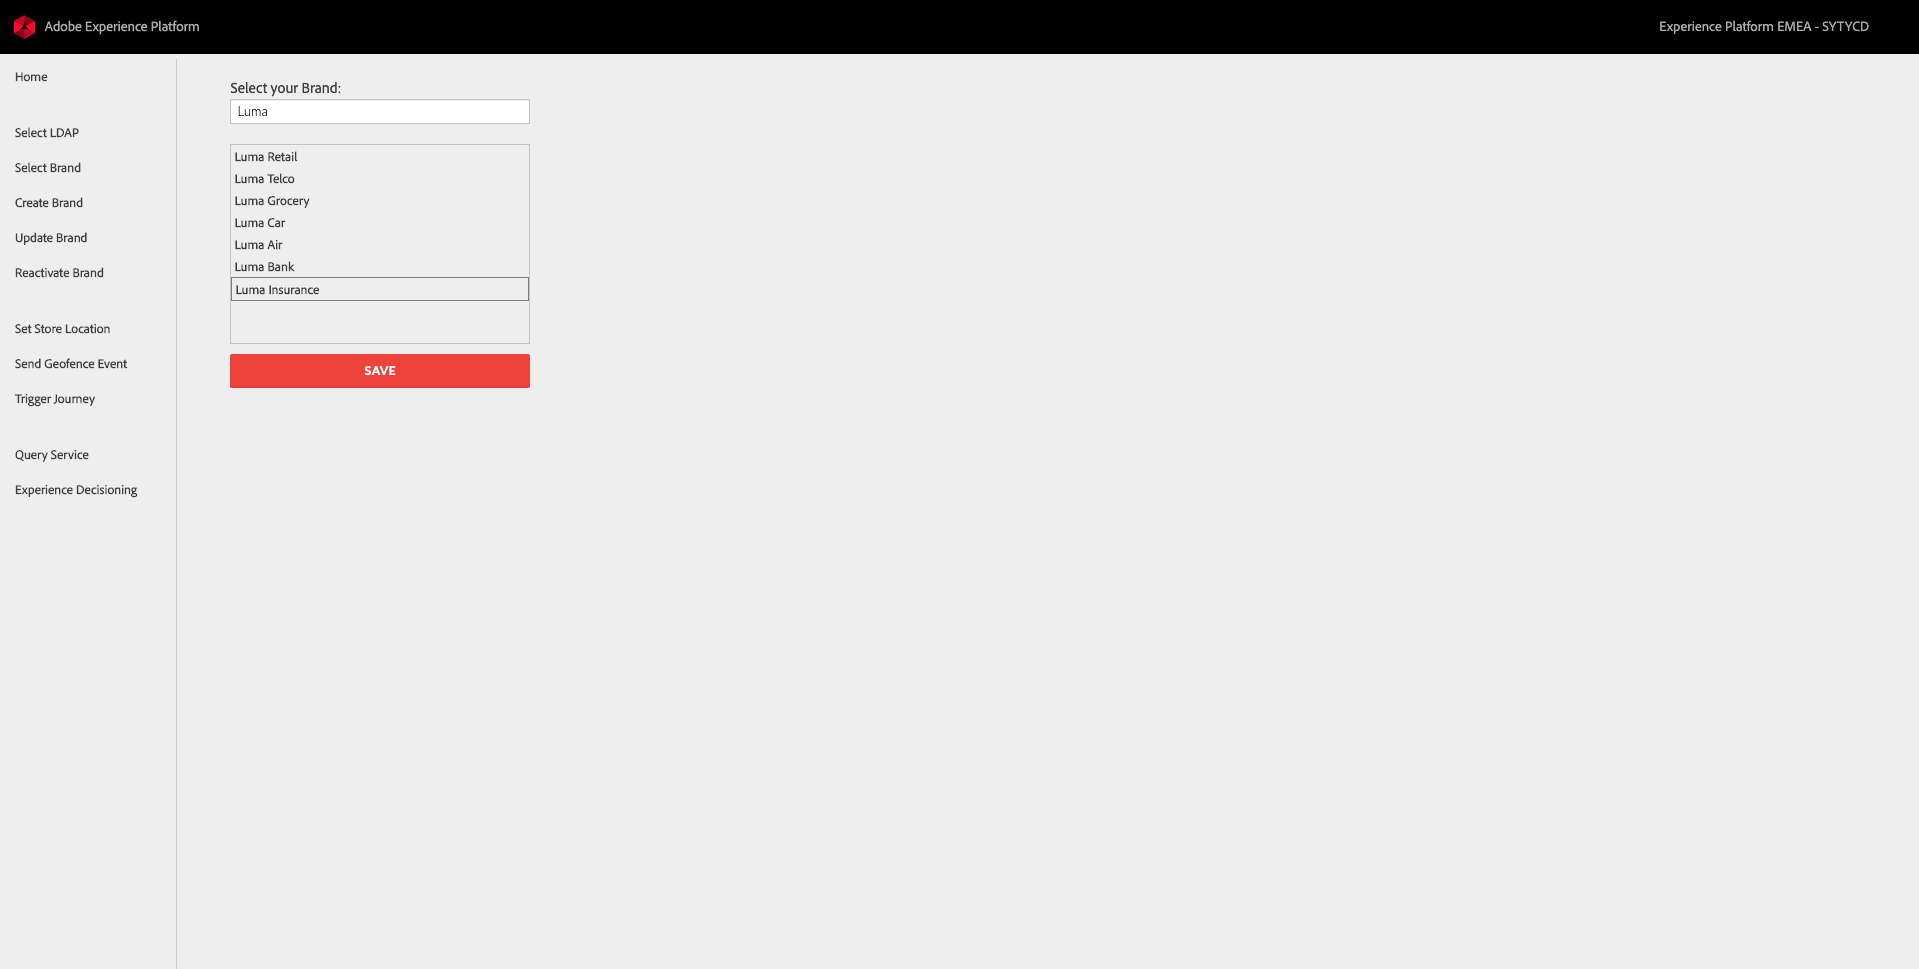 Adobe Experience Platform
Experience Platform EMEA - SYTYCD
Home
Select LDAP
Select Brand
Create Brand
Update Brand
Reactivate Brand
Set Store Location
Send Geofence Event
Trigger Journey
Query Service
Experience Decisioning
Select your Brand:
Luma
Luma Retail
Luma Telco
Luma Grocery
Luma Car
Luma Air
Luma Bank
Luma Insurance
SAVE